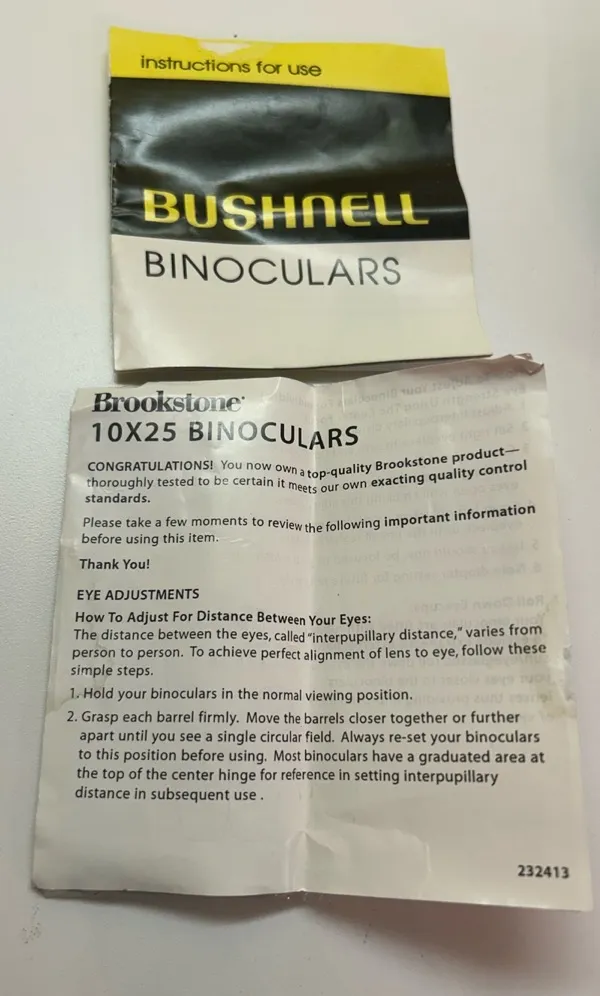 instructions for use
BUSHNELL
BINOCULARS
Brookstone
10X25 BINOCULARS
CONGRATULATIONS! You now own a top-quality Brookstone product—
thoroughly tested to be certain it meets our own exacting quality control
standards.
Please take a few moments to review the following important information
before using this item.
Thank You!
EYE ADJUSTMENTS
How To Adjust For Distance Between Your Eyes:
The distance between the eyes, called "interpupillary distance," varies from
person to person. To achieve perfect alignment of lens to eye, follow these
simple steps.
1. Hold your binoculars in the normal viewing position.
2. Grasp each barrel firmly. Move the barrels closer together or further
apart until you see a single circular field. Always re-set your binoculars
to this position before using. Most binoculars have a graduated area at
the top of the center hinge for reference in setting interpupillary
distance in subsequent use .
232413